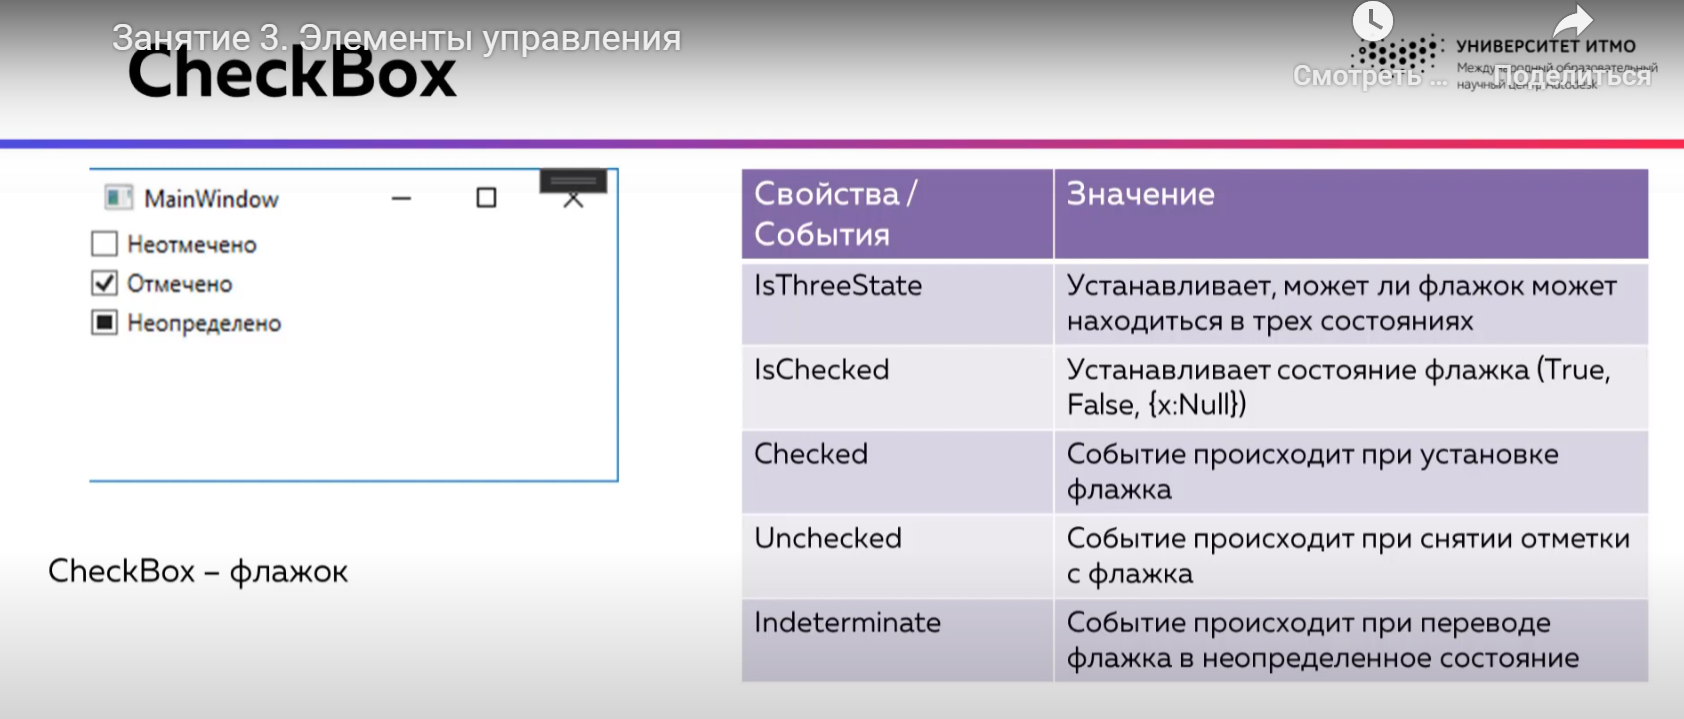 Занятие 3. Элементы управления
CheckBox
Смотреть ...
Поделиться
УНИВЕРСИТЕТ ИТМО
Международный образовательный
научный центр Autodesk
MainWindow
Неотмечено
Отмечено
Неопределено
CheckBox – флажок
Свойства /
События
Значение
IsThreeState
Устанавливает, может ли флажок может
находиться в трех состояниях
IsChecked
Устанавливает состояние флажка (True,
False, {x:Null})
Checked
Событие происходит при установке
флажка
Unchecked
Событие происходит при снятии отметки
с флажка
Indeterminate
Событие происходит при переводе
флажка в неопределенное состояние